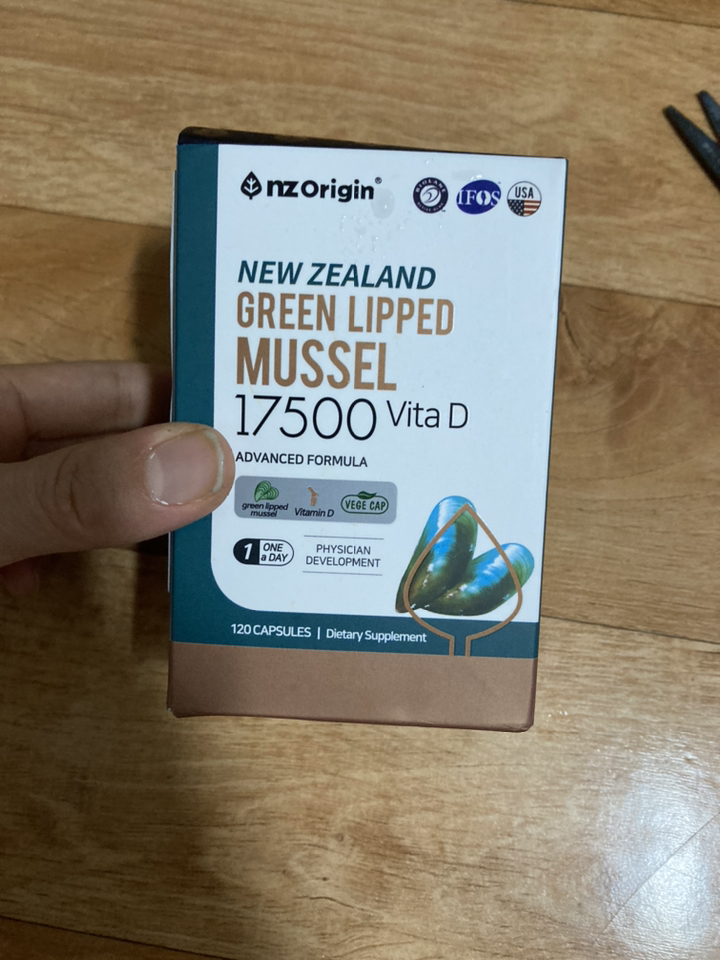 nzOrigin®
BIOLANE
IFOS
USA
NEW ZEALAND
GREEN LIPPED
MUSSEL
17500 Vita D
ADVANCED FORMULA
green lipped
mussel
Vitamin D
VEGE CAP
1 ONE
a DAY
PHYSICIAN
DEVELOPMENT
120 CAPSULES | Dietary Supplement